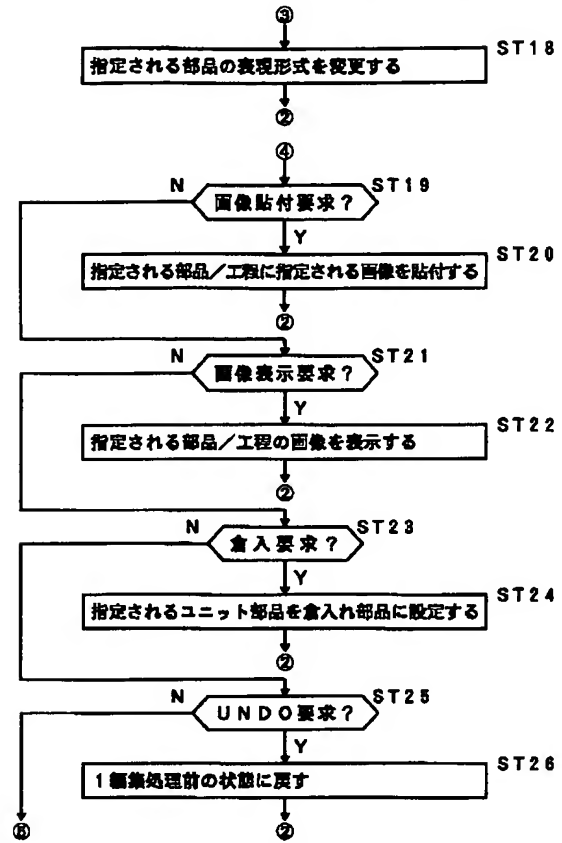 ③
ST18
指定される部品の表現形式を変更する
②
④
N
ST19
画像貼付要求?
Y
ST20
指定される部品/工程に指定される画像を貼付する
②
N
ST21
画像表示要求?
Y
ST22
指定される部品/工程の画像を表示する
②
N
ST23
倉入要求?
Y
ST24
指定されるユニット部品を倉入れ部品に設定する
②
N
ST25
UNDO要求?
Y
ST26
1編集処理前の状態に戻す
⑤
②